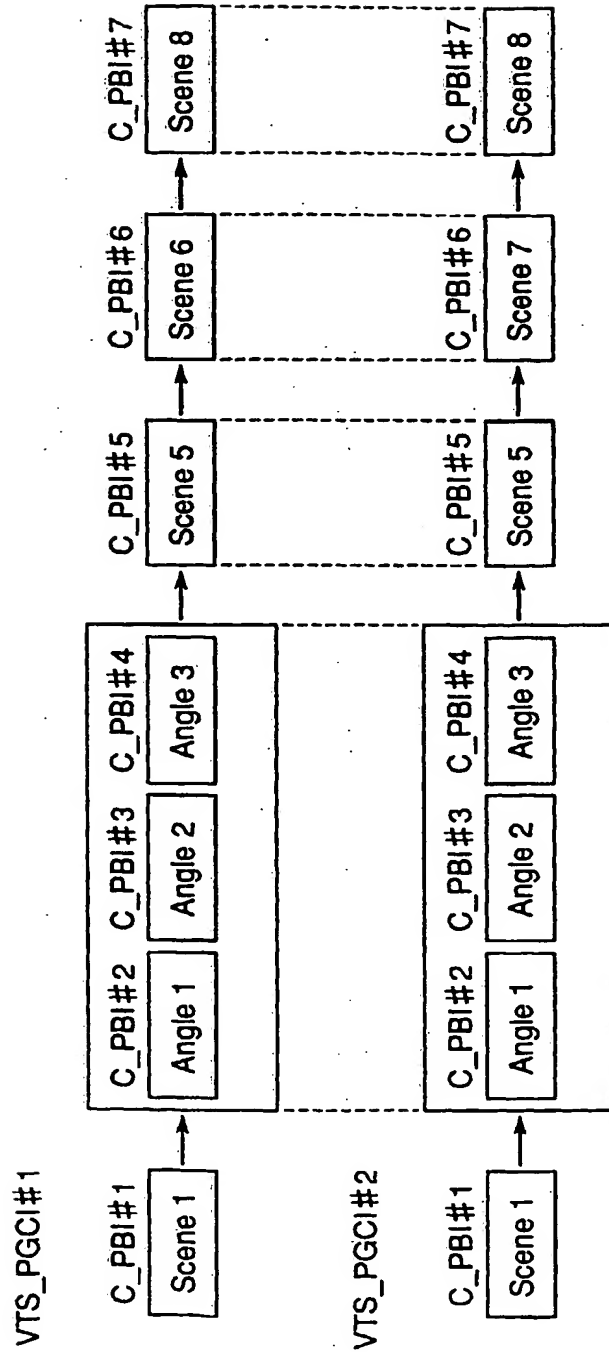 VTS_PGCI#1
C_PBI#1 C_PBI#2 C_PBI#3 C_PBI#4 C_PBI#5 C_PBI#6 C_PBI#7
Scene 1 Angle 1 Angle 2 Angle 3 Scene 5 Scene 6 Scene 8
VTS_PGCI#2
C_PBI#1 C_PBI#2 C_PBI#3 C_PBI#4 C_PBI#5 C_PBI#6 C_PBI#7
Scene 1 Angle 1 Angle 2 Angle 3 Scene 5 Scene 7 Scene 8